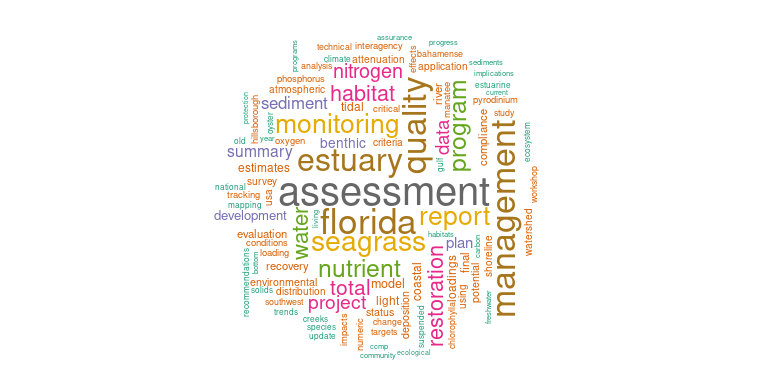 assurance
technical interagency progress
programs climate attenuation effects bahamense
analysis nitrogen application sediments
phosphorus implications
atmospheric habitat quality river manatee program estuarine
current
protection hillsborough oyster sediment tidal critical data pyrodinium
monitoring compliance study
old year oxygen benthic criteria management ecosystem
summary estuary gulf
estimates
survey workshop
national usa assessment
tracking
mapping
development living florida report watershed
water
evaluation seagrass habitats plan carbon shoreline
conditions
loading restoration loadings final
recommendations bottom recovery nutrient potential
environmental model coastal using
solids distribution total
southwest project light deposition freshwater
trends status suspended chlorophylla
creeks impacts numeric change
species targets
update
ccmp
community ecological